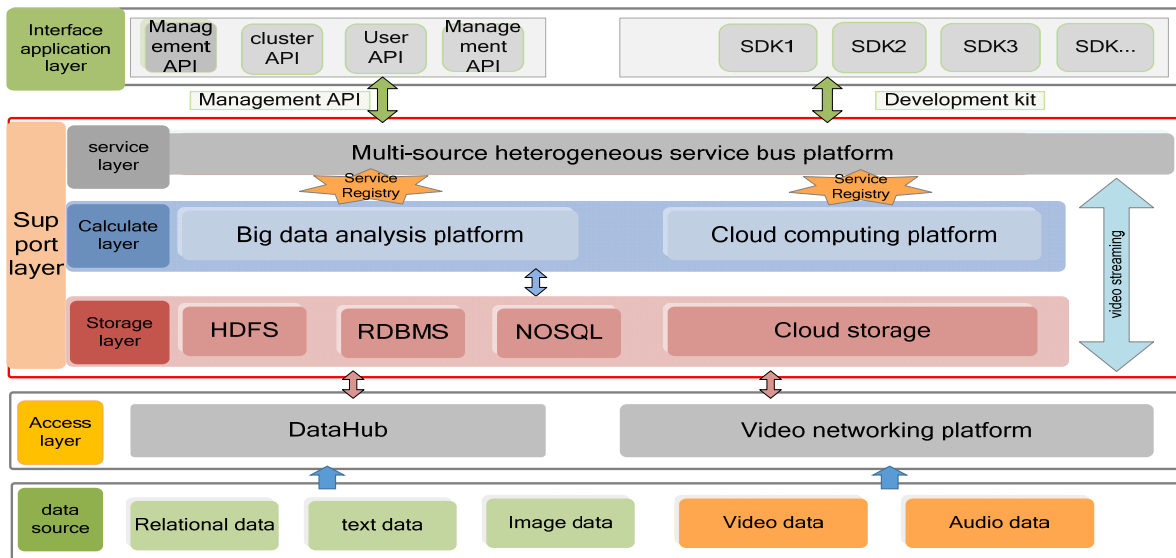 Interface
application
layer
Manag
ement
API
cluster
API
User
API
Manage
ment
API
SDK1
SDK2
SDK3
SDK...
Management API
Development kit
Sup
port
layer
service
layer
Multi-source heterogeneous service bus platform
Service
Registry
Service
Registry
Calculate
layer
Big data analysis platform
Cloud computing platform
video streaming
Storage
layer
HDFS
RDBMS
NOSQL
Cloud storage
Access
layer
DataHub
Video networking platform
data
source
Relational data
text data
Image data
Video data
Audio data